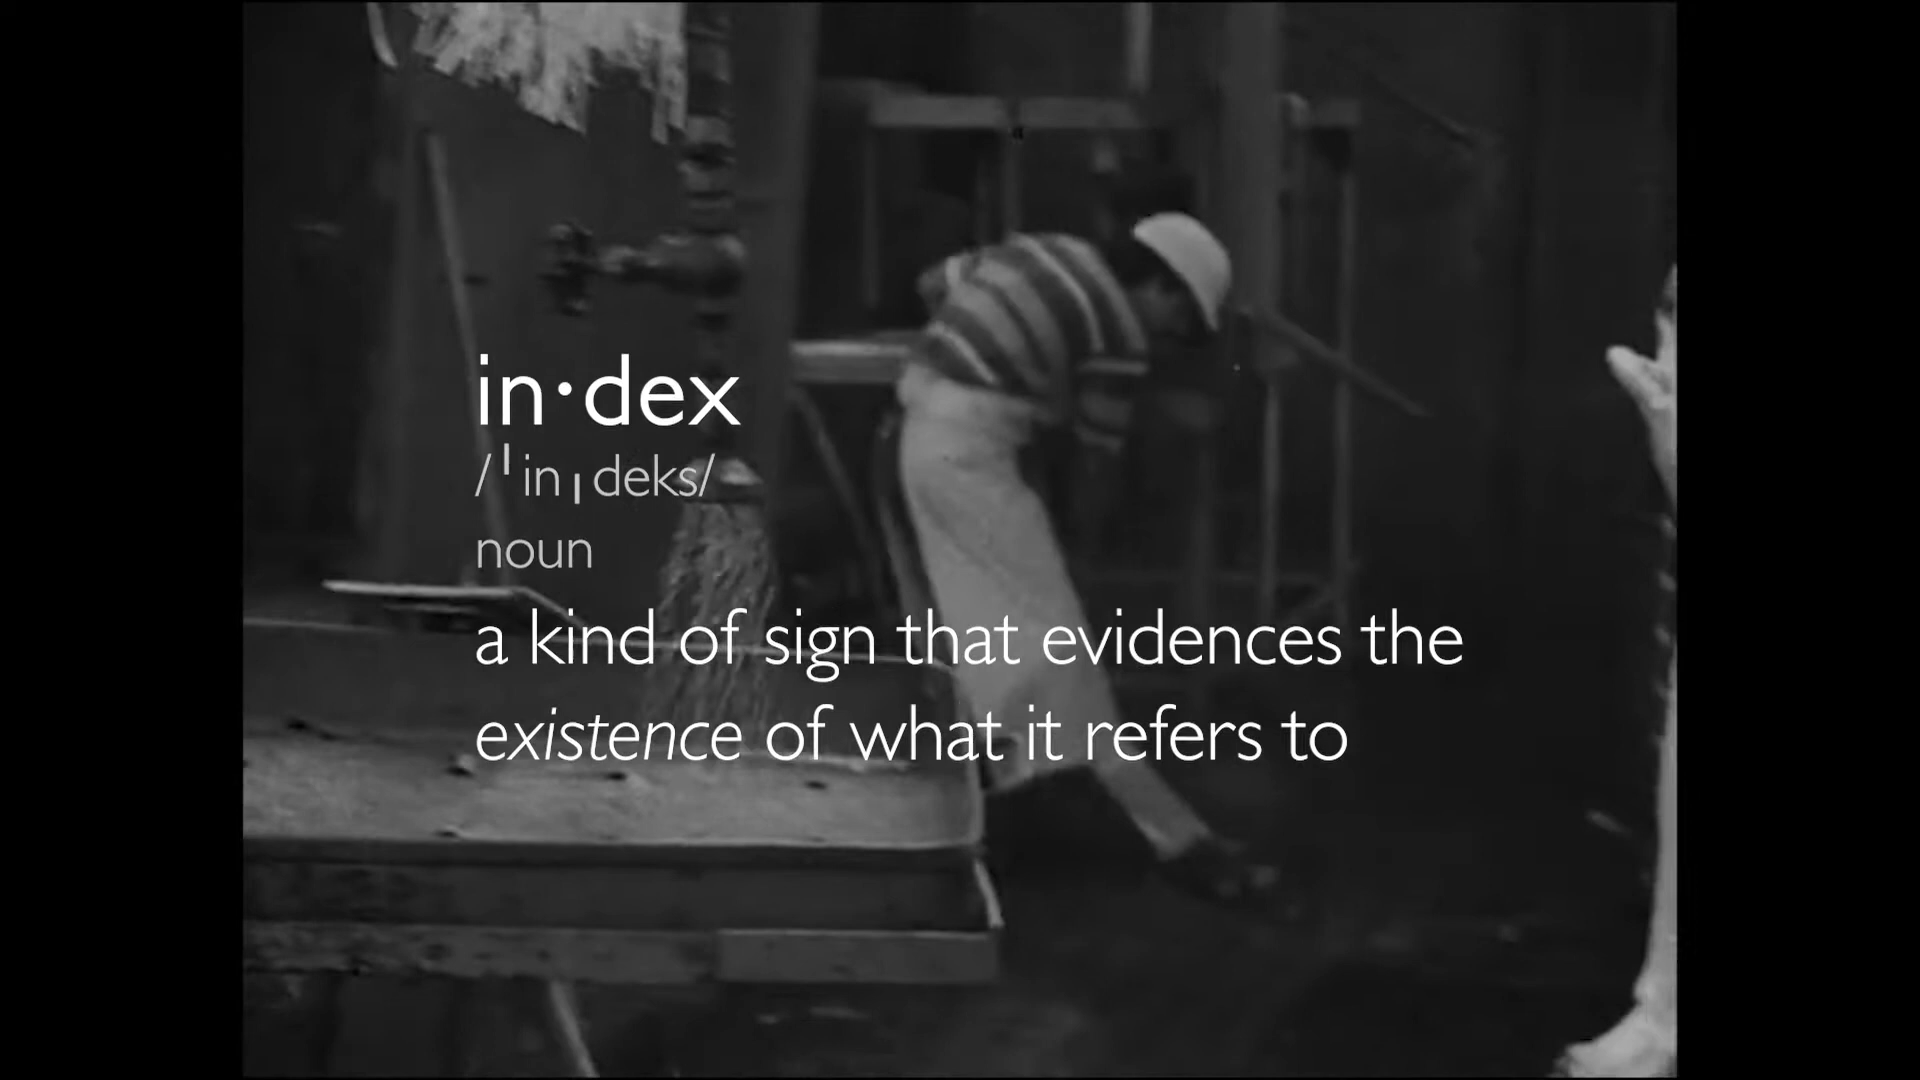 in·dex
/ˈinˌdeks/
noun
a kind of sign that evidences the
existence of what it refers to